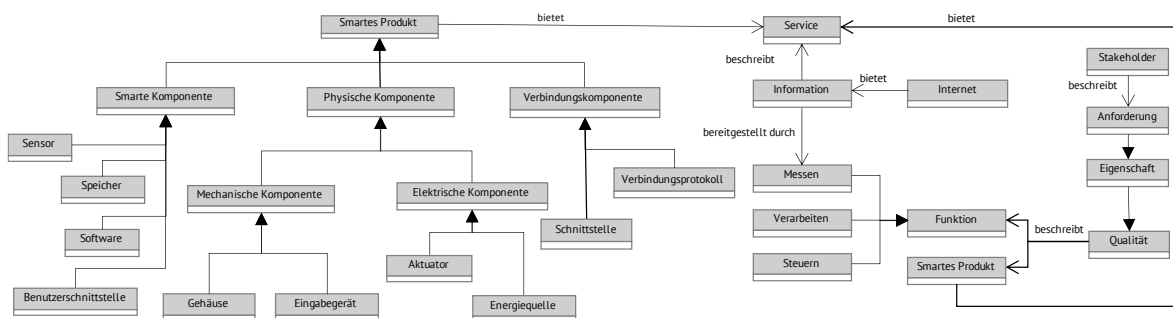 Smartes Produkt
bietet
Service
bietet
beschreibt
Stakeholder
bietet
beschreibt
Smarte Komponente
Physische Komponente
Verbindungskomponente
Information
Internet
Anforderung
bereitgestellt durch
Sensor
Speicher
Mechanische Komponente
Elektrische Komponente
Verbindungsprotokoll
Messen
Eigenschaft
Software
Schnittstelle
Verarbeiten
Funktion
beschreibt
Qualität
Aktuator
Steuern
Smartes Produkt
Benutzerschnittstelle
Gehäuse
Eingabegerät
Energiequelle